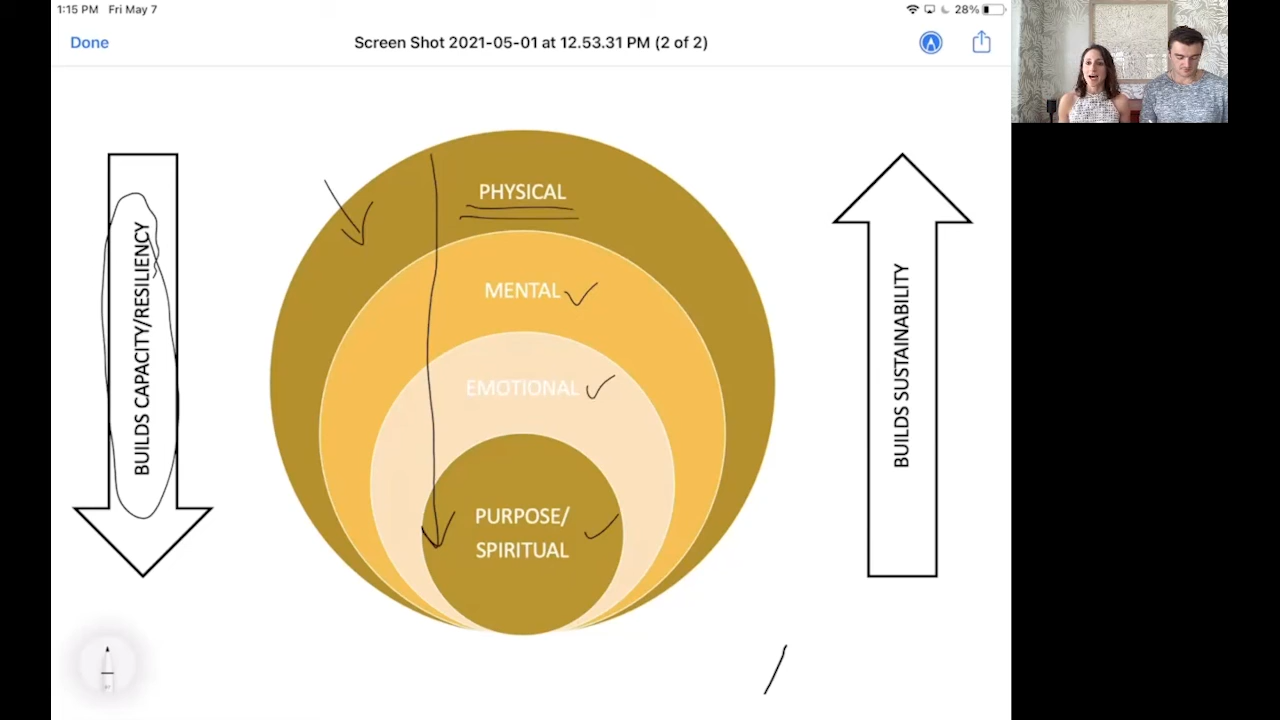 1:15 PM Fri May 7
28%
Done
Screen Shot 2021-05-01 at 12.53.31 PM (2 of 2)
BUILDS CAPACITY/RESILIENCY
PHYSICAL
MENTAL
EMOTIONAL
PURPOSE/
SPIRITUAL
BUILDS SUSTAINABILITY